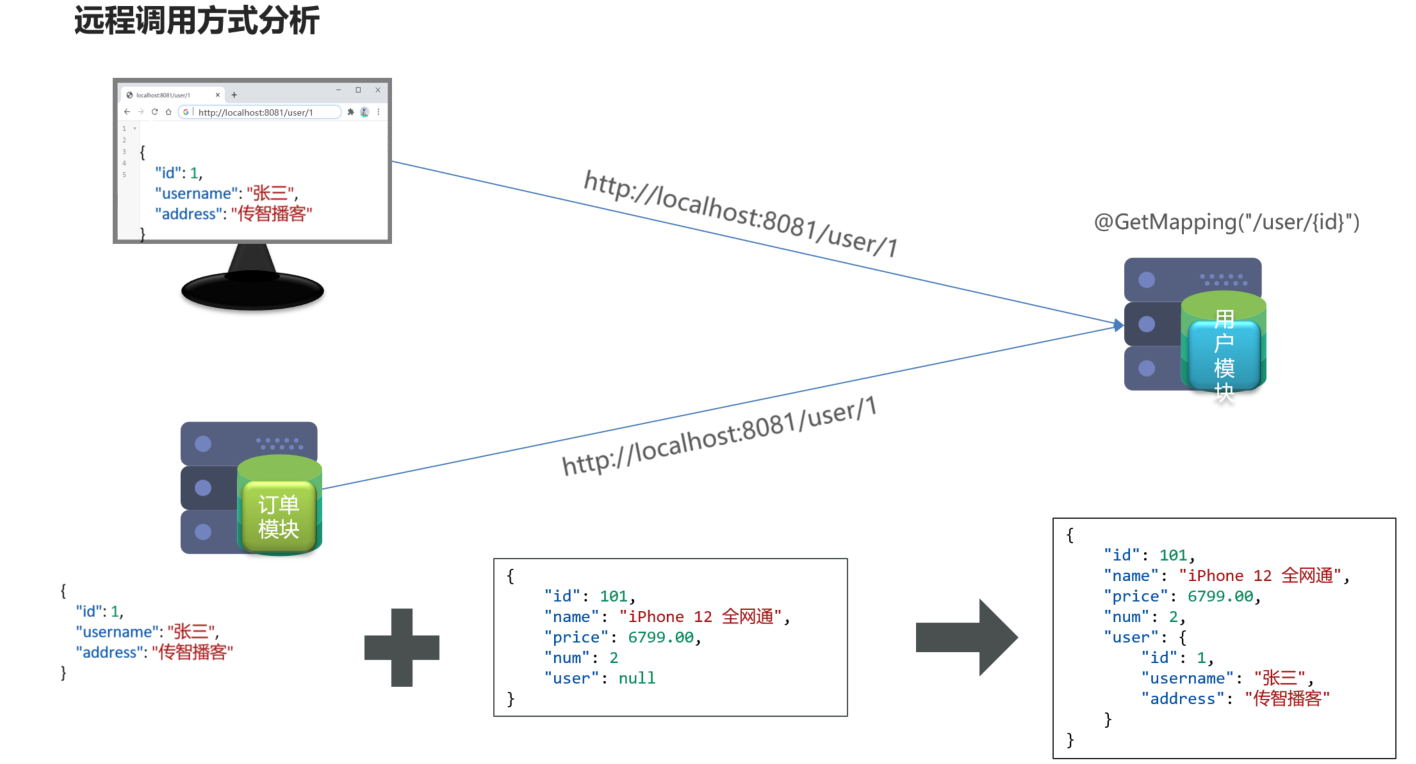 远程调用方式分析
localhost:8081/user/1
http://localhost:8081/user/1
1
2
3
4
5
{
"id": 1,
"username": "张三",
"address": "传智播客"
}
http://localhost:8081/user/1
@GetMapping("/user/{id}")
用
户
模
块
http://localhost:8081/user/1
订单
模块
{
"id": 1,
"username": "张三",
"address": "传智播客"
}
{
"id": 101,
"name": "iPhone 12 全网通",
"price": 6799.00,
"num": 2
"user": null
}
{
"id": 101,
"name": "iPhone 12 全网通",
"price": 6799.00,
"num": 2,
"user": {
"id": 1,
"username": "张三",
"address": "传智播客"
}
}